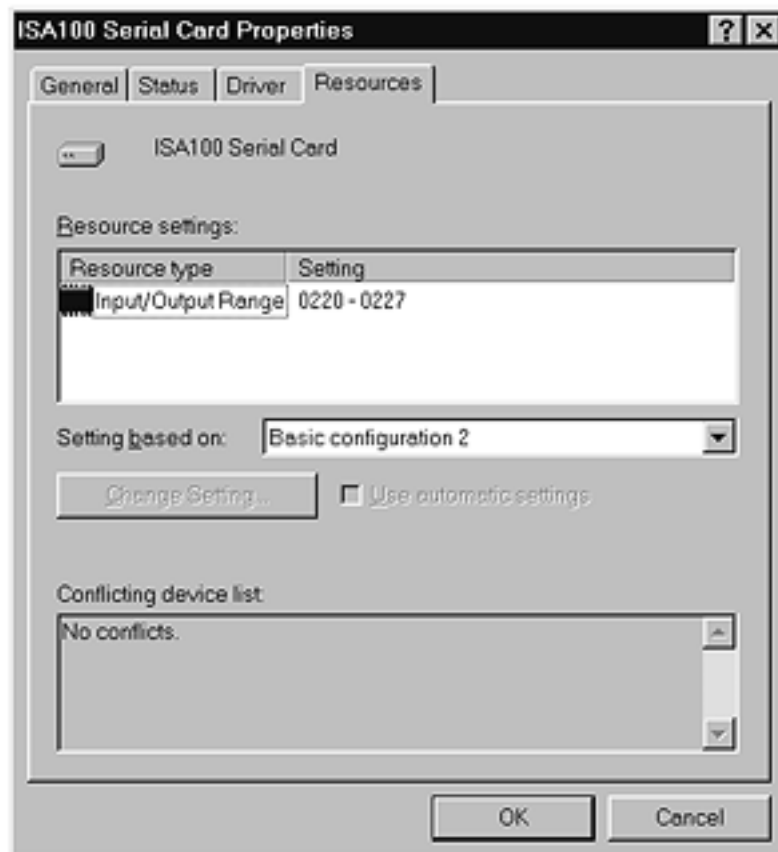 ISA100 Serial Card Properties
General Status Driver Resources
ISA100 Serial Card
Resource settings:
Resource type Setting
Input/Output Range 0220 - 0227
Setting based on: Basic configuration 2
Change Setting... Use automatic settings
Conflicting device list:
No conflicts.
OK Cancel